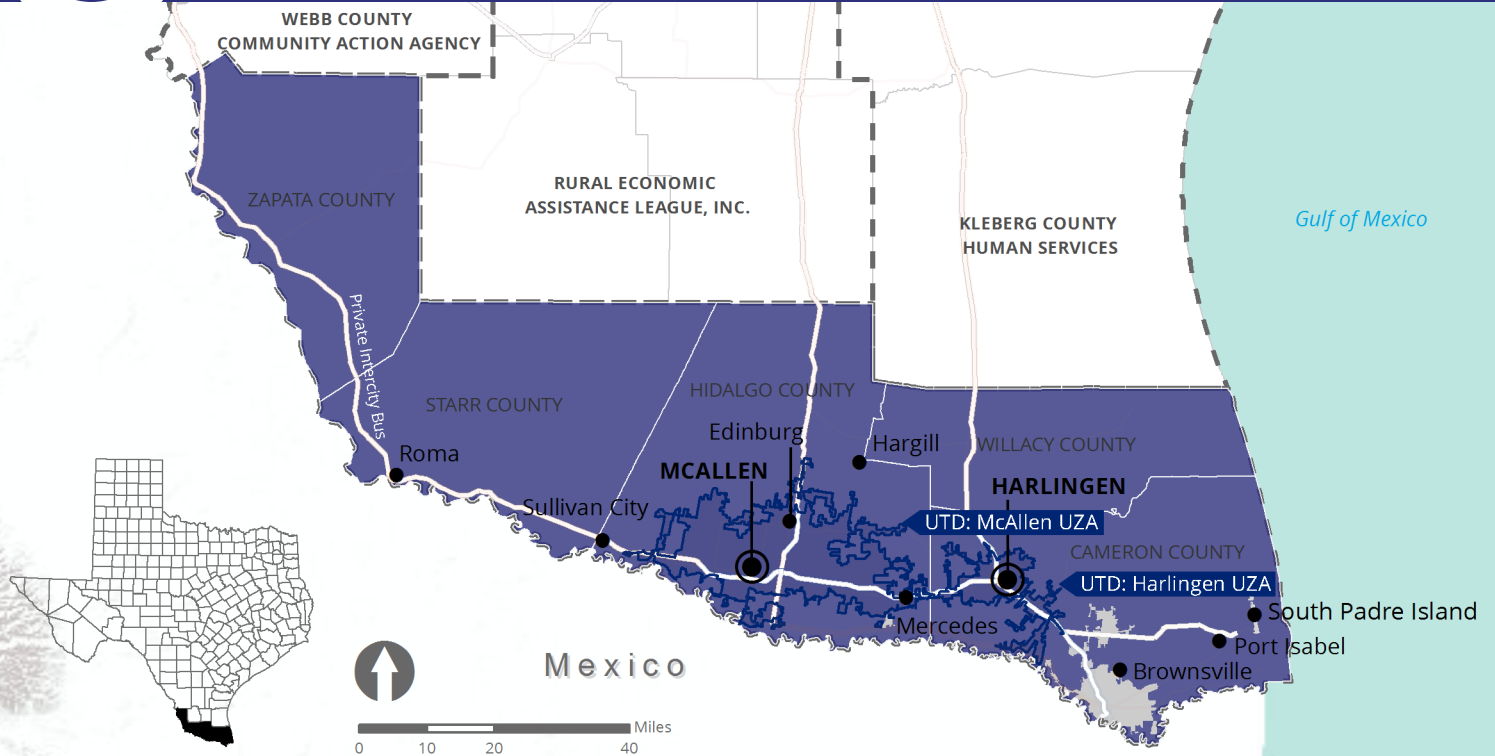 WEBB COUNTY
COMMUNITY ACTION AGENCY
RURAL ECONOMIC
ASSISTANCE LEAGUE, INC.
ZAPATA COUNTY
KLEBERG COUNTY
HUMAN SERVICES
Gulf of Mexico
Private Intercity Bus
STARR COUNTY
HIDALGO COUNTY
Edinburg
Hargill
WILLACY COUNTY
Roma
MCALLEN
HARLINGEN
Sullivan City
UTD: McAllen UZA
CAMERON COUNTY
UTD: Harlingen UZA
South Padre Island
Mercedes
Port Isabel
Brownsville
Mexico
Miles
0 10 20 40